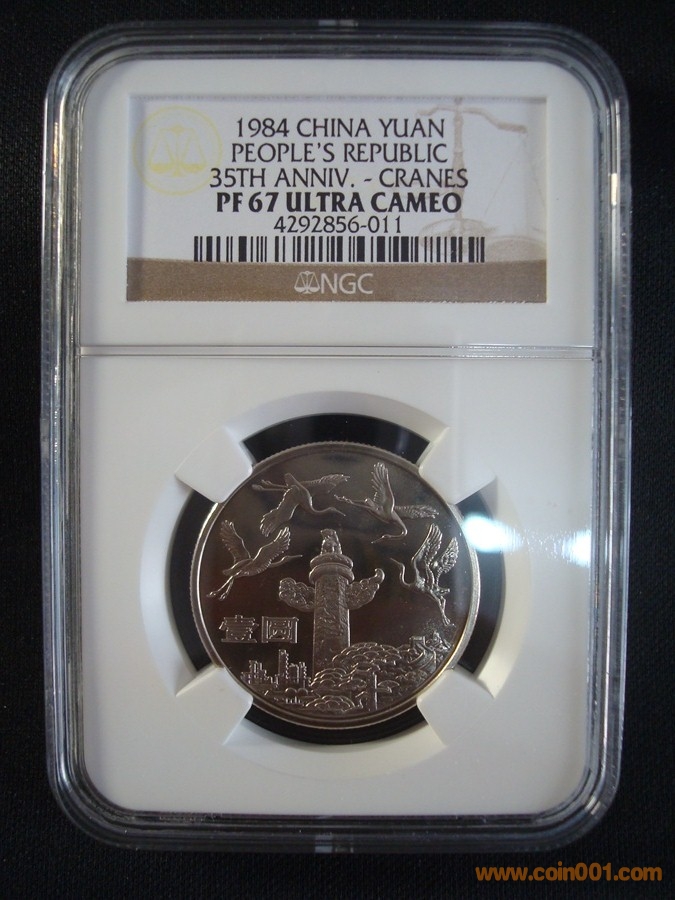 1984 CHINA YUAN
PEOPLE'S REPUBLIC
35TH ANNIV. - CRANES
PF 67 ULTRA CAMEO
4292856-011
NGC
壹圆
www.coin001.com